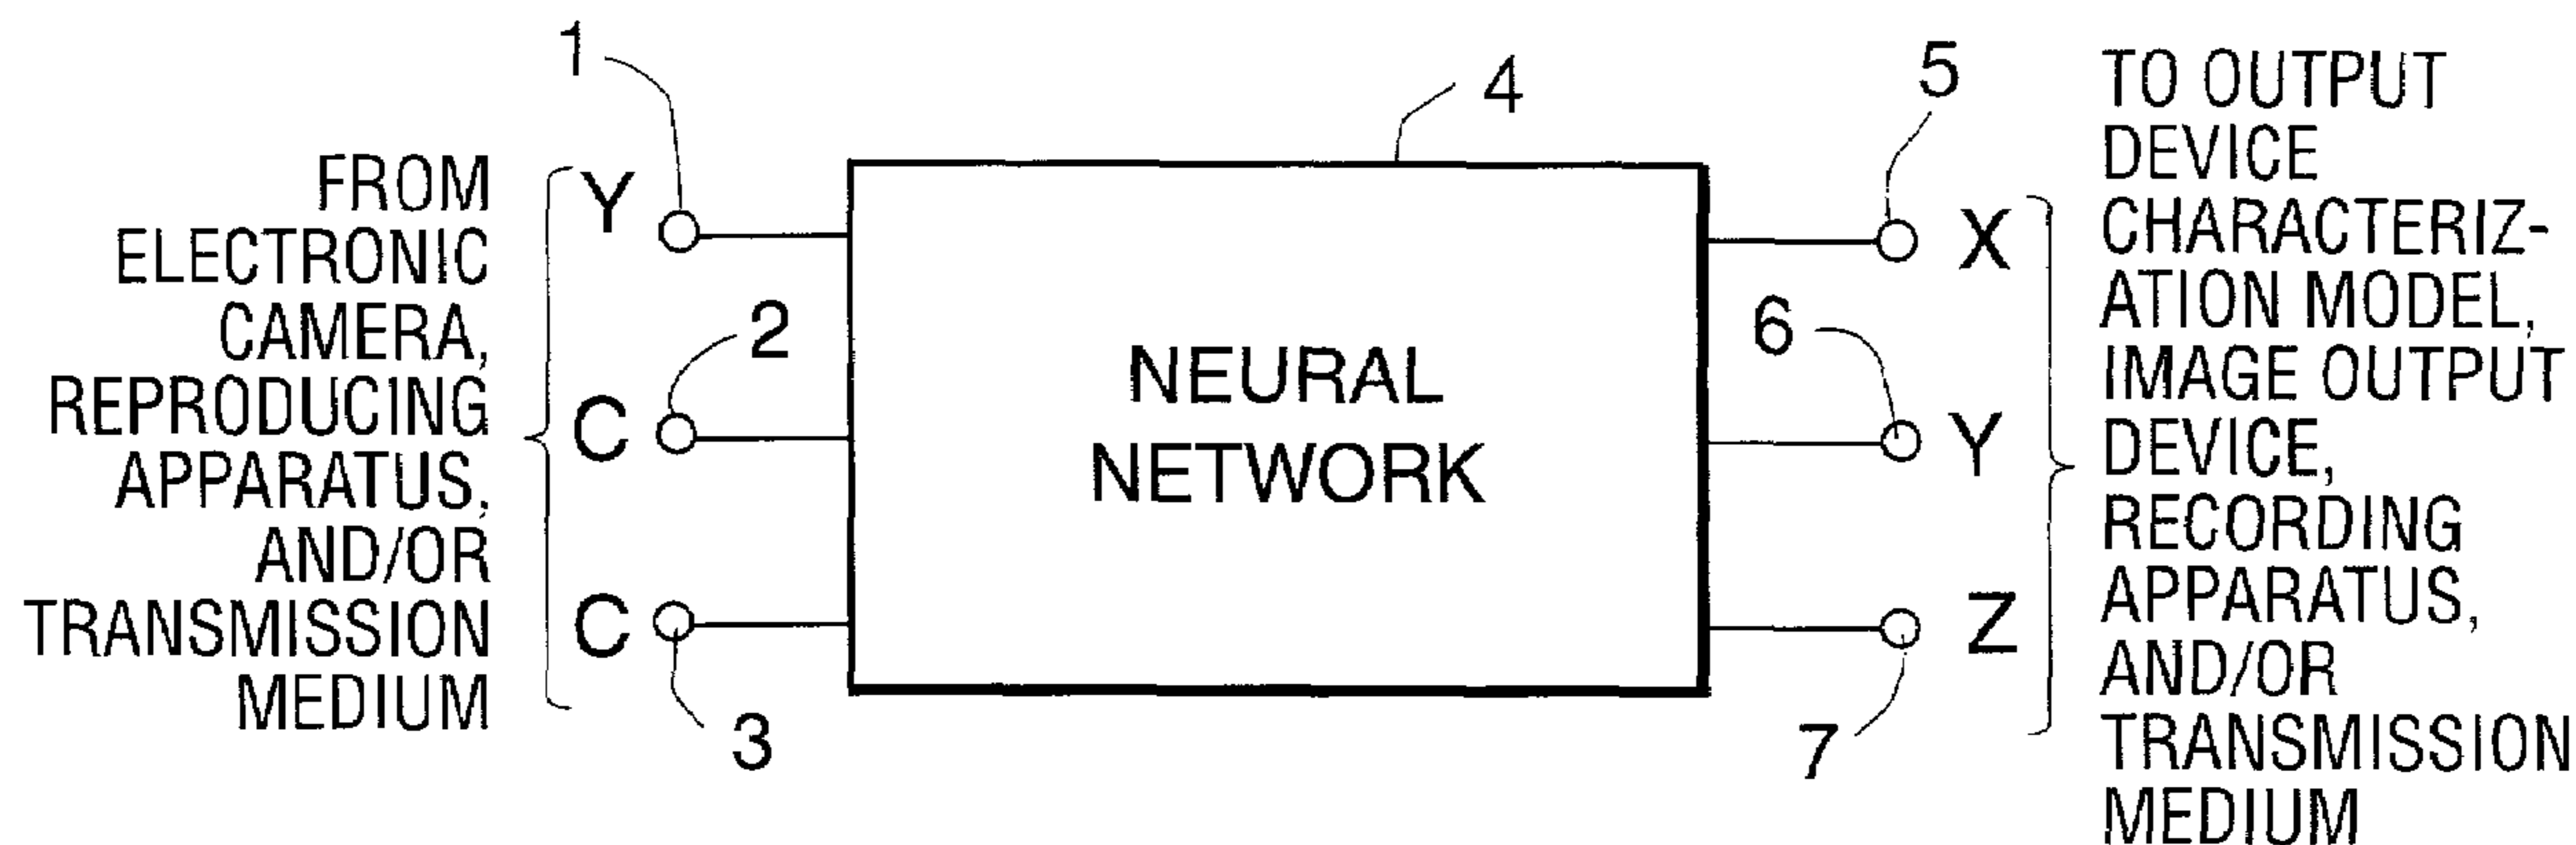 1
FROM
ELECTRONIC
CAMERA,
REPRODUCING
APPARATUS,
AND/OR
TRANSMISSION
MEDIUM
Y
C
2
C
3
4
NEURAL
NETWORK
5
X
6
Y
Z
7
TO OUTPUT
DEVICE
CHARACTERIZ-
ATION MODEL,
IMAGE OUTPUT
DEVICE,
RECORDING
APPARATUS,
AND/OR
TRANSMISSION
MEDIUM